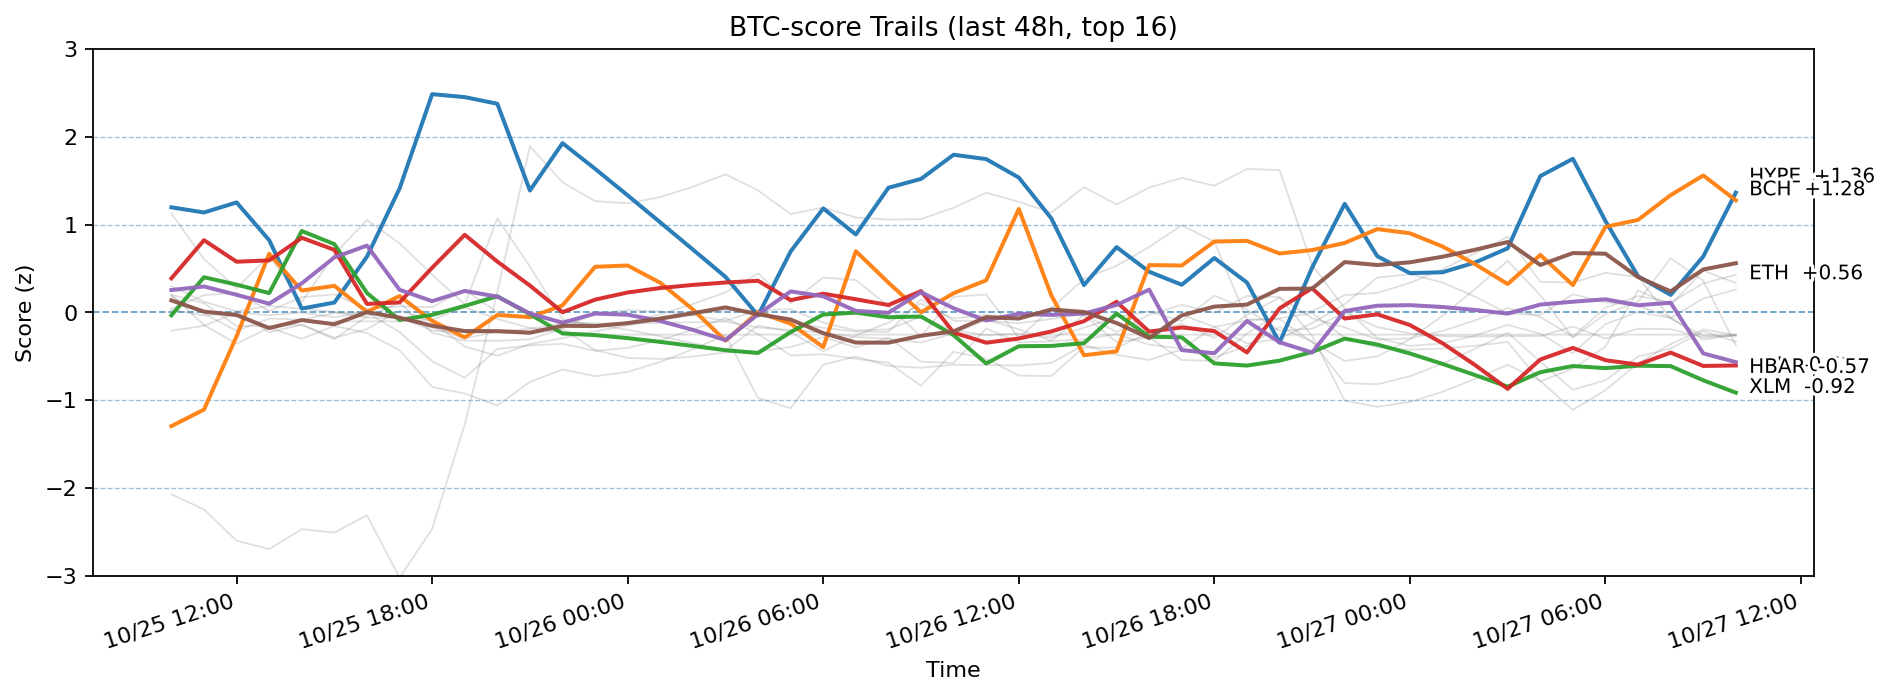 BTC-score Trails (last 48h, top 16)
Score (z)
3
2
1
0
−1
−2
−3
HYPE +1.36
BCH +1.28
ETH +0.56
HBAR -0.57
XLM -0.92
10/25 12:00
10/25 18:00
10/26 00:00
10/26 06:00
10/26 12:00
10/26 18:00
10/27 00:00
10/27 06:00
10/27 12:00
Time